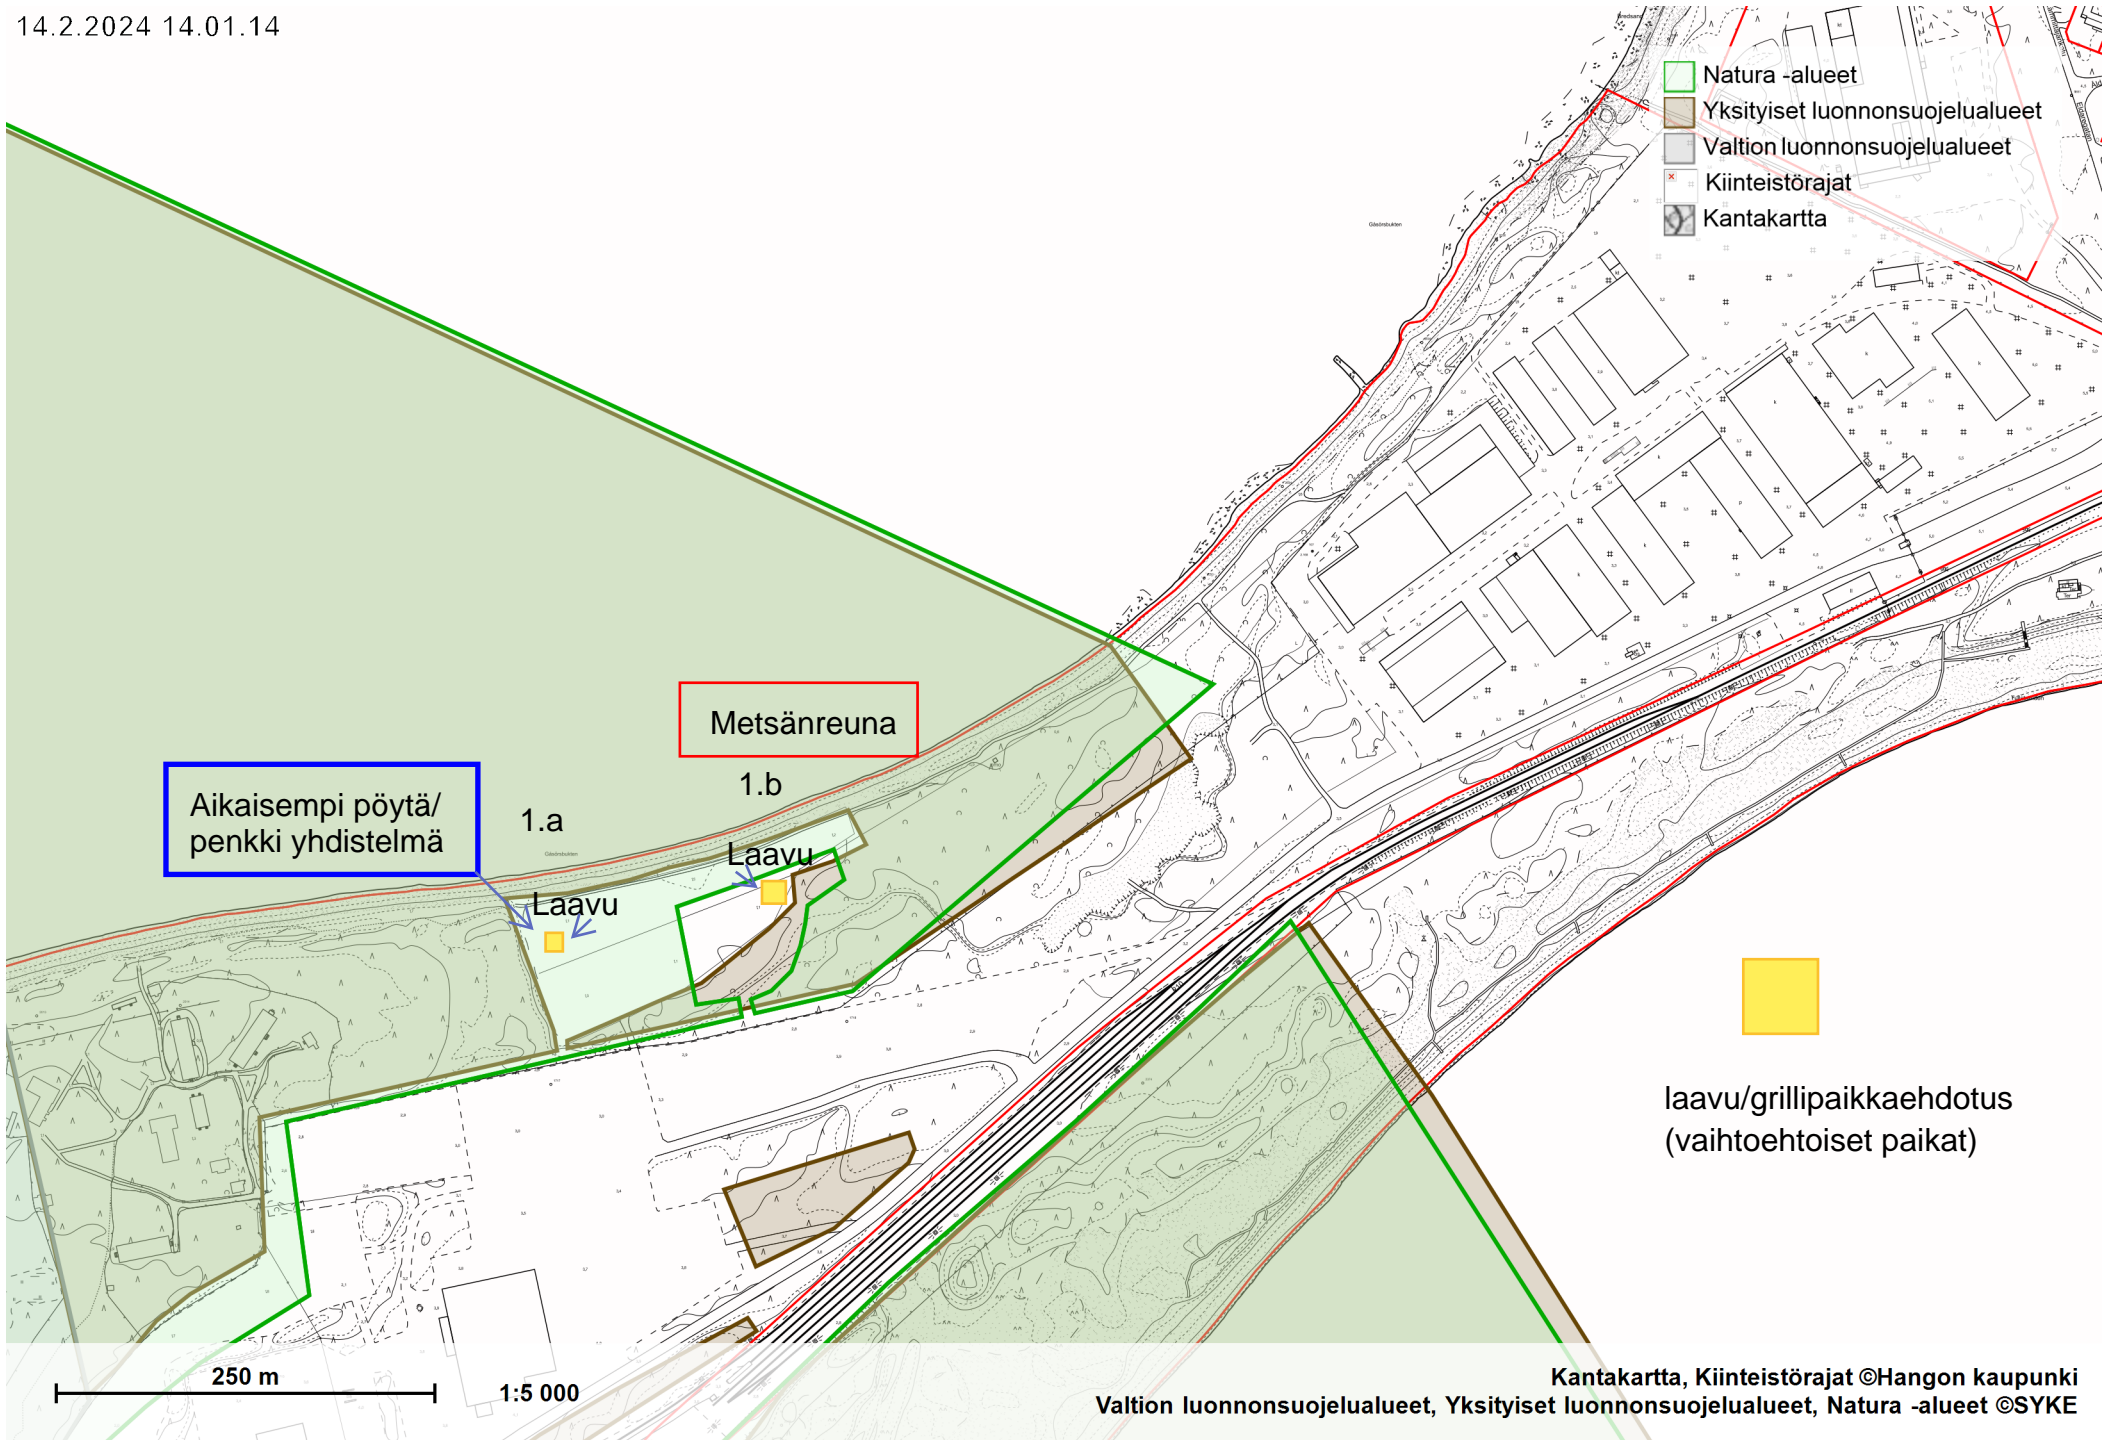 14.2.2024 14.01.14
Natura -alueet
Yksityiset luonnonsuojelualueet
Valtion luonnonsuojelualueet
Kiinteistörajat
Kantakartta
Gåsörsbukten
Metsänreuna
1.b
Aikaisempi pöytä/
penkki yhdistelmä
1.a
Gåsörsbukten
Laavu
Laavu
laavu/grillipaikkaehdotus
(vaihtoehtoiset paikat)
250 m
1:5 000
Kantakartta, Kiinteistörajat ©Hangon kaupunki
Valtion luonnonsuojelualueet, Yksityiset luonnonsuojelualueet, Natura -alueet ©SYKE